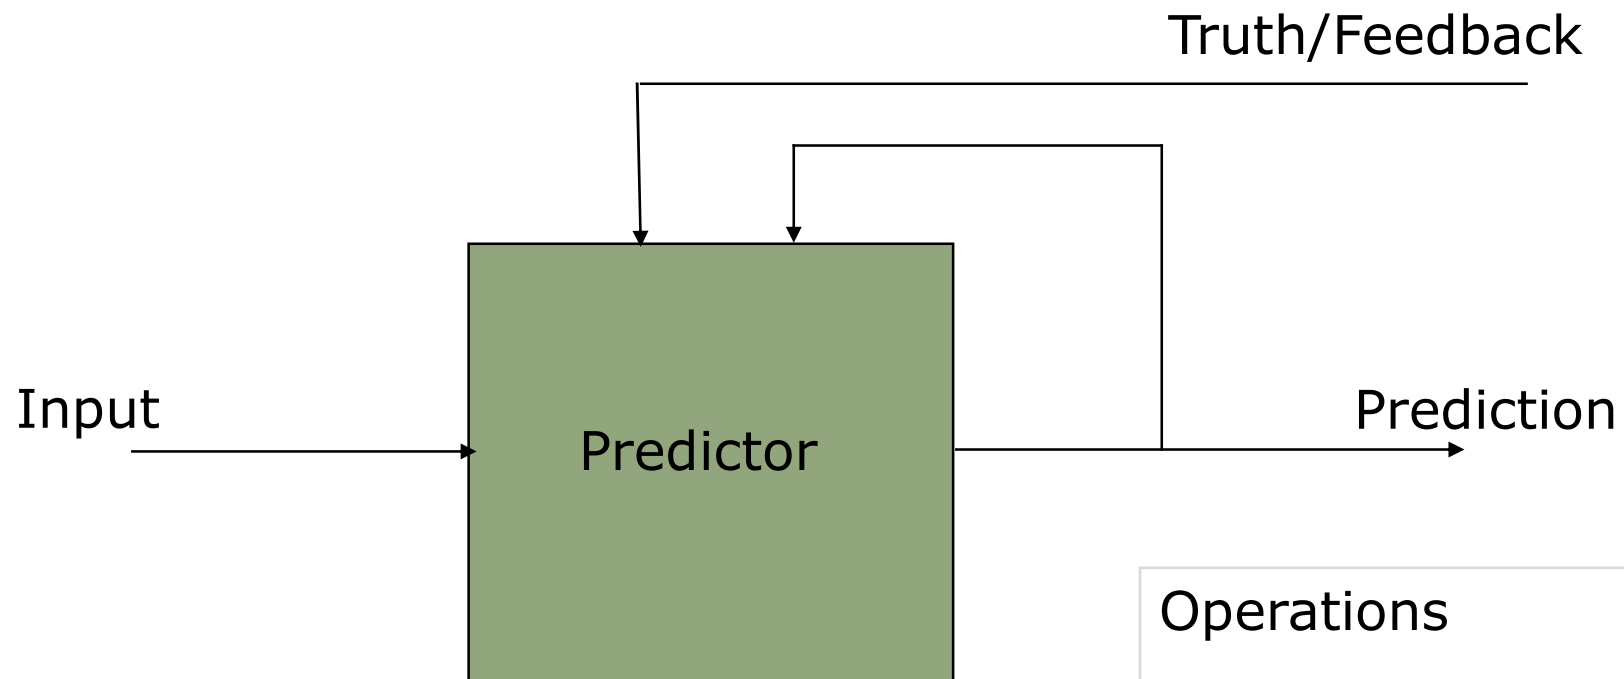 Truth/Feedback
Input
Prediction
Predictor
Operations